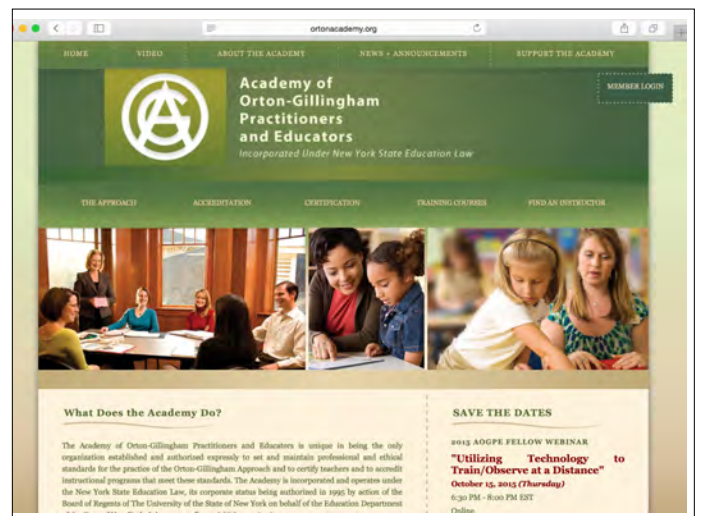 ortonacademy.org
HOME VIDEO ABOUT THE ACADEMY NEWS + ANNOUNCEMENTS SUPPORT THE ACADEMY
MEMBER LOGIN
Academy of
Orton-Gillingham
Practitioners
and Educators
Incorporated Under New York State Education Law
THE APPROACH ACCREDITATION CERTIFICATION TRAINING COURSES FIND AN INSTRUCTOR
What Does the Academy Do?
The Academy of Orton-Gillingham Practitioners and Educators is unique in being the only
organization established and authorized expressly to set and maintain professional and ethical
standards for the practice of the Orton-Gillingham Approach and to certify teachers and to accredit
instructional programs that meet these standards. The Academy is incorporated and operates under
the New York State Education Law, its corporate status being authorized in 1995 by action of the
Board of Regents of The University of the State of New York on behalf of the Education Department
SAVE THE DATES
2015 AOGPE FELLOW WEBINAR
"Utilizing Technology to
Train/Observe at a Distance"
October 15, 2015 (Thursday)
6:30 PM - 8:00 PM EST
Online